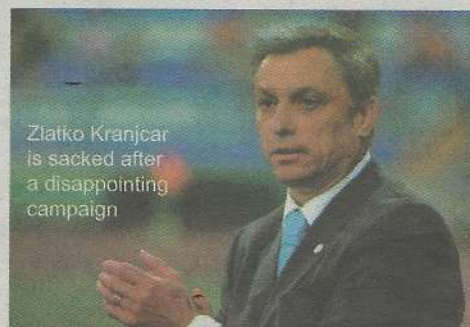 Zlatko Kranjcar
is sacked after
a disappointing
campaign